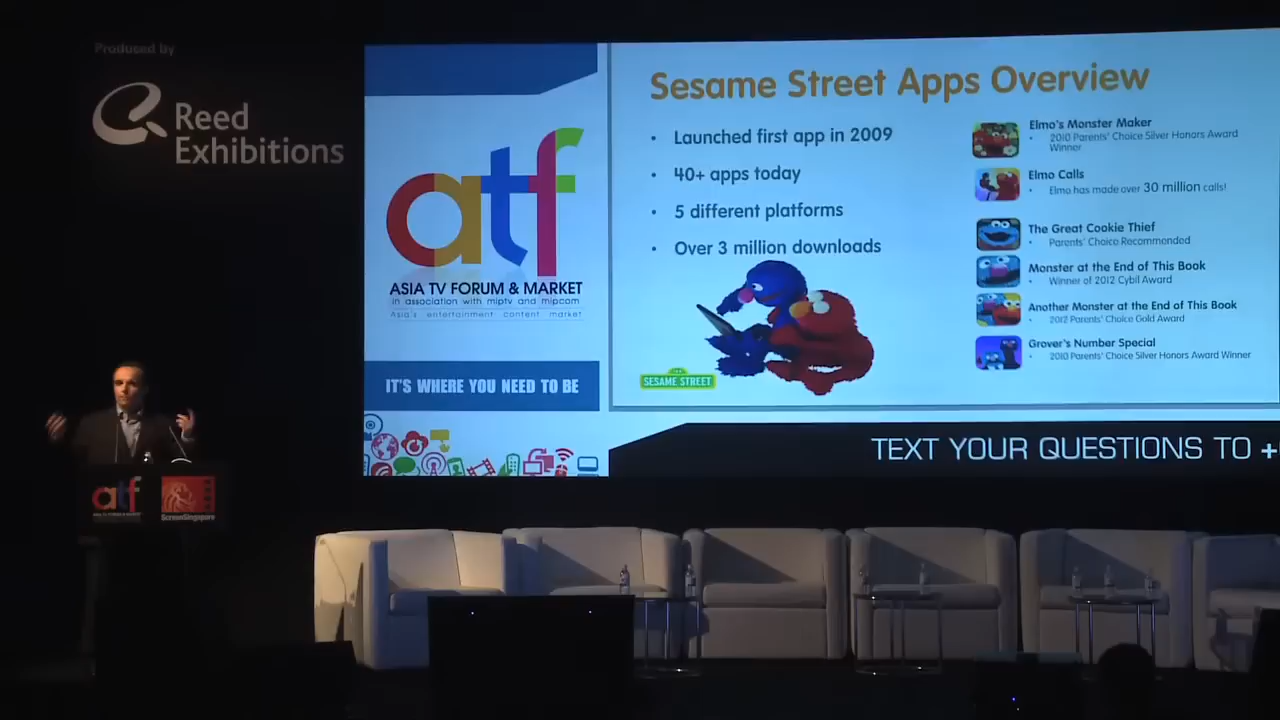 Produced by
Reed
Exhibitions
atf
ASIA TV FORUM & MARKET
in association with miptv and mipcom
Asia's entertainment content market
IT'S WHERE YOU NEED TO BE
Sesame Street Apps Overview
• Launched first app in 2009
• 40+ apps today
• 5 different platforms
• Over 3 million downloads
SESAME STREET
Elmo's Monster Maker
• 2010 Parents' Choice Silver Honors Award
Winner
Elmo Calls
• Elmo has made over 30 million calls!
The Great Cookie Thief
• Parents' Choice Recommended
Monster at the End of This Book
• Winner of 2012 Cybil Award
Another Monster at the End of This Book
• 2012 Parents' Choice Gold Award
Grover's Number Special
• 2010 Parents' Choice Silver Honors Award Winner
TEXT YOUR QUESTIONS TO +
atf
ScreenSingapore